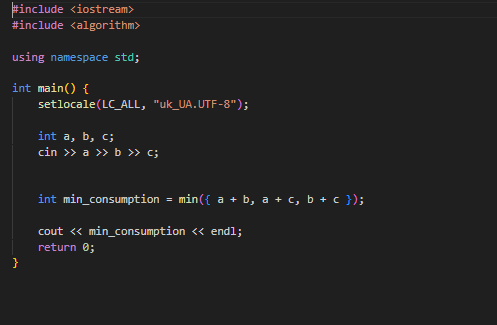 #include <iostream>
#include <algorithm>
using namespace std;
int main() {
setlocale(LC_ALL, "uk_UA.UTF-8");
int a, b, c;
cin >> a >> b >> c;
int min_consumption = min({ a + b, a + c, b + c });
cout << min_consumption << endl;
return 0;
}